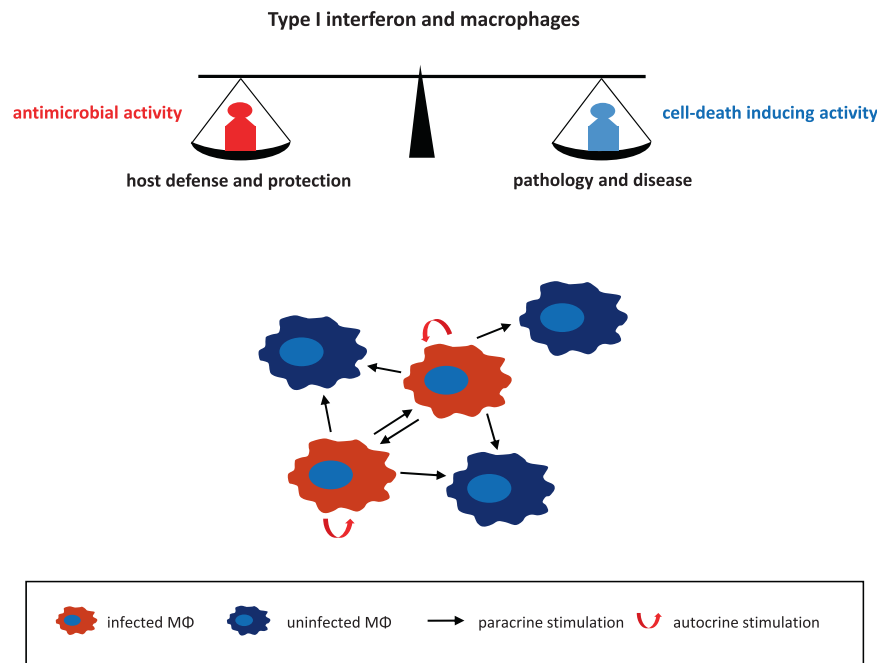 Type I interferon and macrophages
antimicrobial activity
cell-death inducing activity
host defense and protection
pathology and disease
infected MΦ
uninfected MΦ
paracrine stimulation
autocrine stimulation